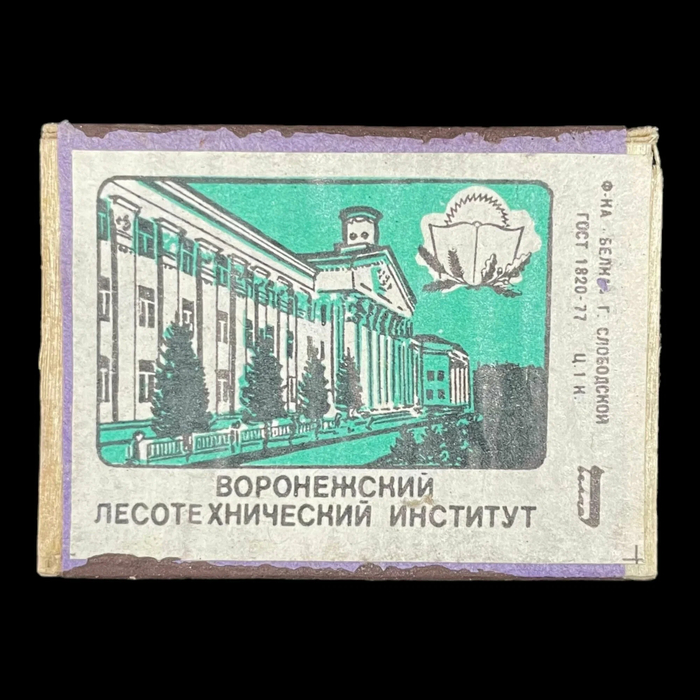 ВОРОНЕЖСКИЙ
ЛЕСОТЕХНИЧЕСКИЙ ИНСТИТУТ
Ф-КА · БЕЛКА Г. СЛОБОДСКОЙ
ГОСТ 1820-77 Ц.1 К.